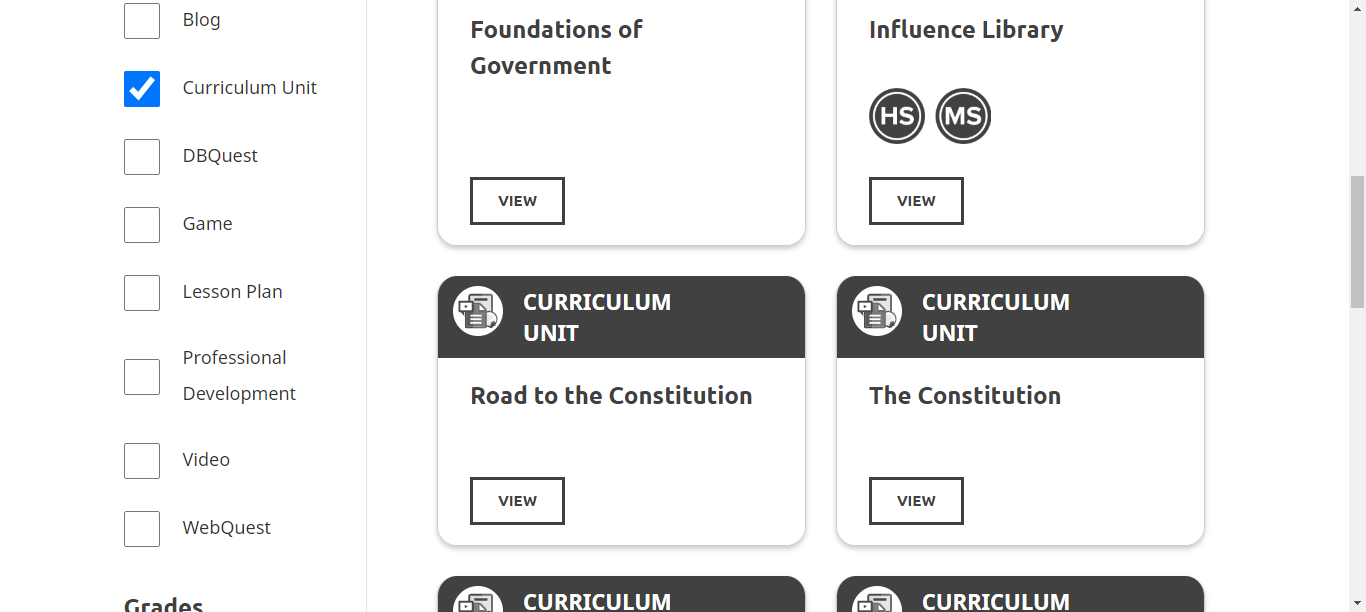 Blog
Curriculum Unit
DBQuest
Game
Lesson Plan
Professional
Development
Video
WebQuest
Grades
Foundations of
Government
VIEW
Influence Library
HS MS
VIEW
CURRICULUM
UNIT
Road to the Constitution
VIEW
CURRICULUM
UNIT
The Constitution
VIEW
CURRICULUM
CURRICULUM